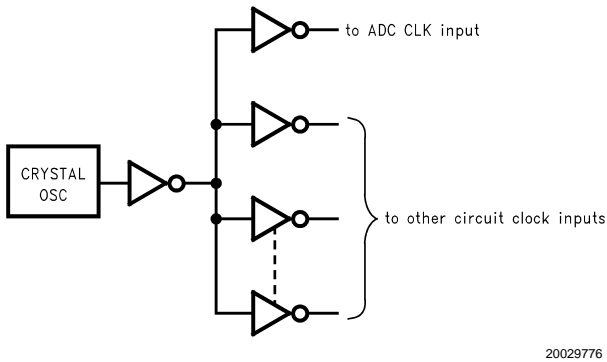 to ADC CLK input
CRYSTAL
OSC
to other circuit clock inputs
20029776